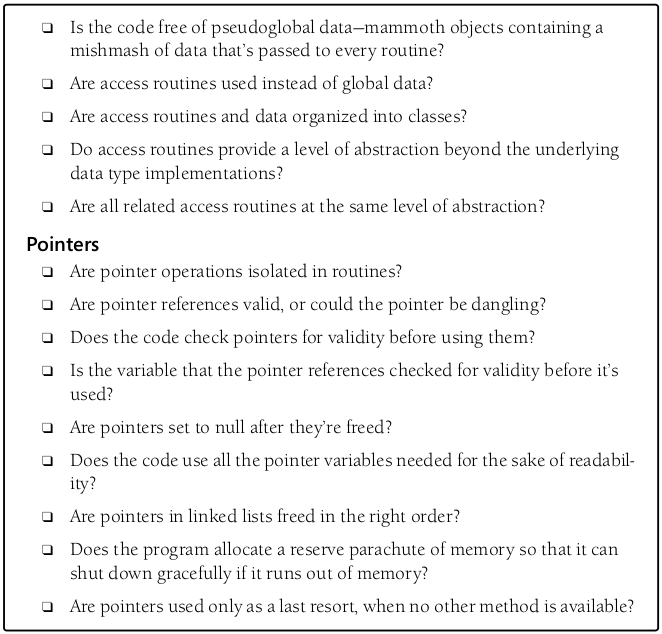 ❑ Is the code free of pseudoglobal data—mammoth objects containing a
mishmash of data that's passed to every routine?
❑ Are access routines used instead of global data?
❑ Are access routines and data organized into classes?
❑ Do access routines provide a level of abstraction beyond the underlying
data type implementations?
❑ Are all related access routines at the same level of abstraction?
Pointers
❑ Are pointer operations isolated in routines?
❑ Are pointer references valid, or could the pointer be dangling?
❑ Does the code check pointers for validity before using them?
❑ Is the variable that the pointer references checked for validity before it's
used?
❑ Are pointers set to null after they're freed?
❑ Does the code use all the pointer variables needed for the sake of readabil-
ity?
❑ Are pointers in linked lists freed in the right order?
❑ Does the program allocate a reserve parachute of memory so that it can
shut down gracefully if it runs out of memory?
❑ Are pointers used only as a last resort, when no other method is available?